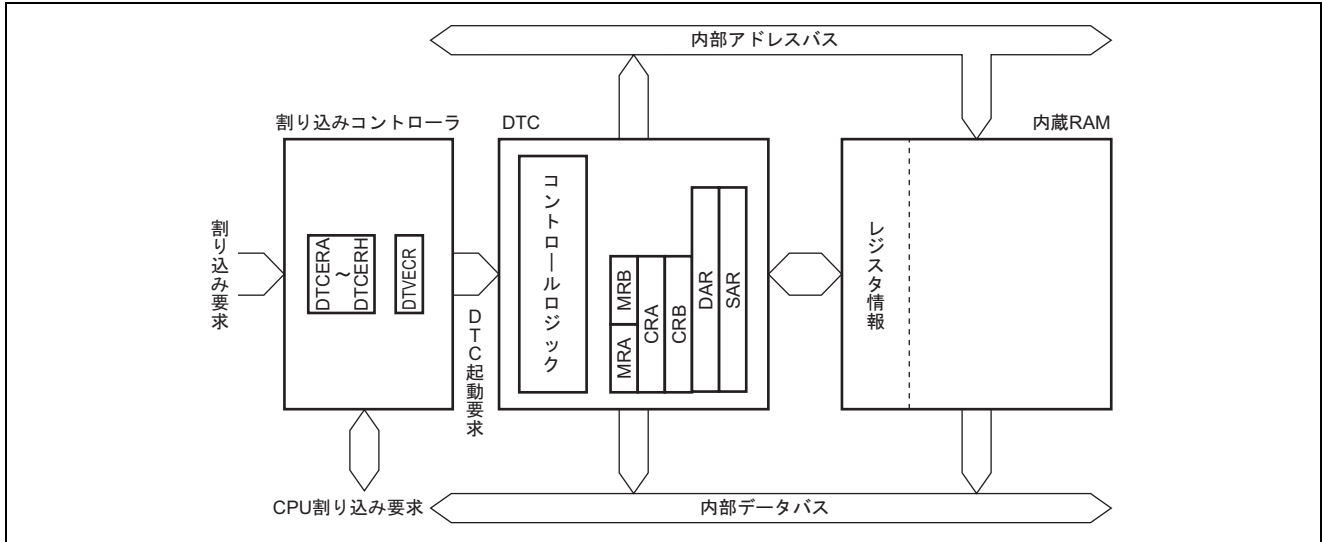 内部アドレスバス
割り込みコントローラ
DTC
内蔵RAM
割り込み要求
DTCERA
～
DTCERH
DTVECR
DTC起動要求
コントロールロジック
MRA
MRB
CRA
CRB
DAR
SAR
レジスタ情報
CPU割り込み要求
内部データバス